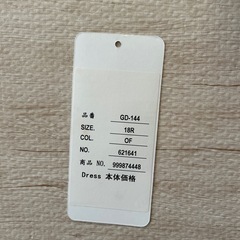 品番 GD-144
SIZE. 18R
COL. OF
NO. 621641
商品 NO. 999874448
Dress 本体価格